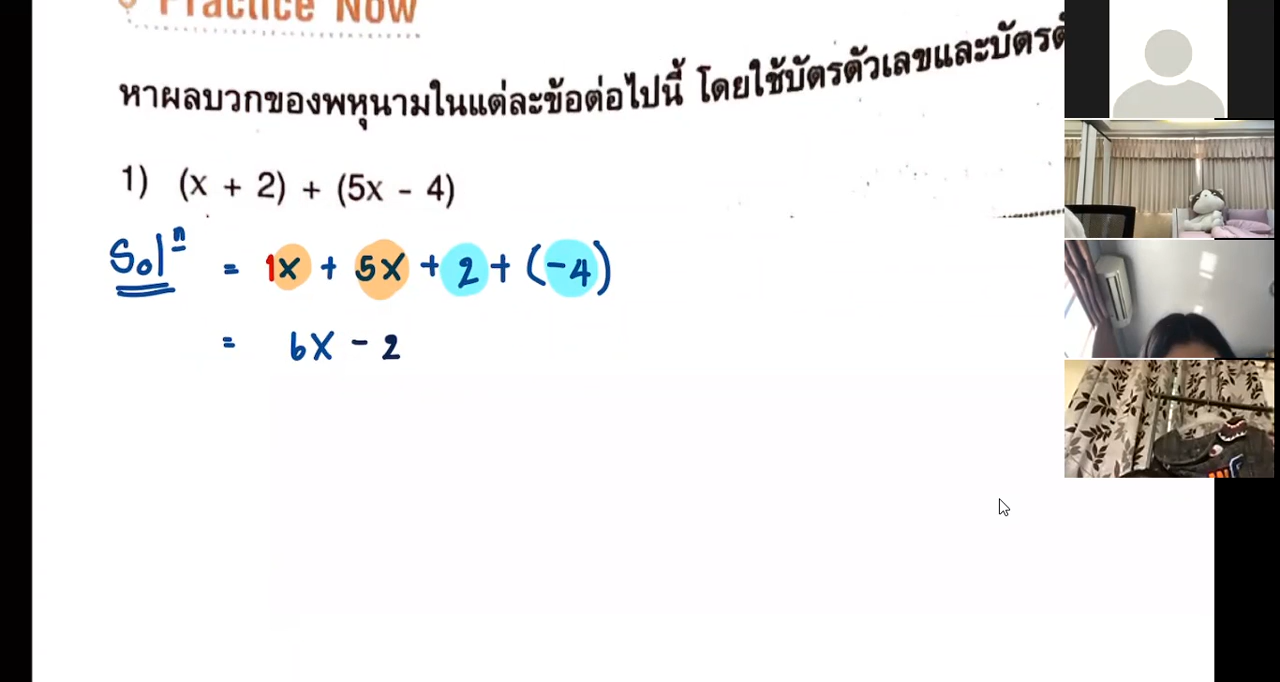 Practice Now
หาผลบวกของพหุนามในแต่ละข้อต่อไปนี้ โดยใช้บัตรตัวเลขและบัตร
1) (x + 2) + (5x - 4)
Solⁿ = 1x + 5x + 2 + (-4)
= 6x - 2